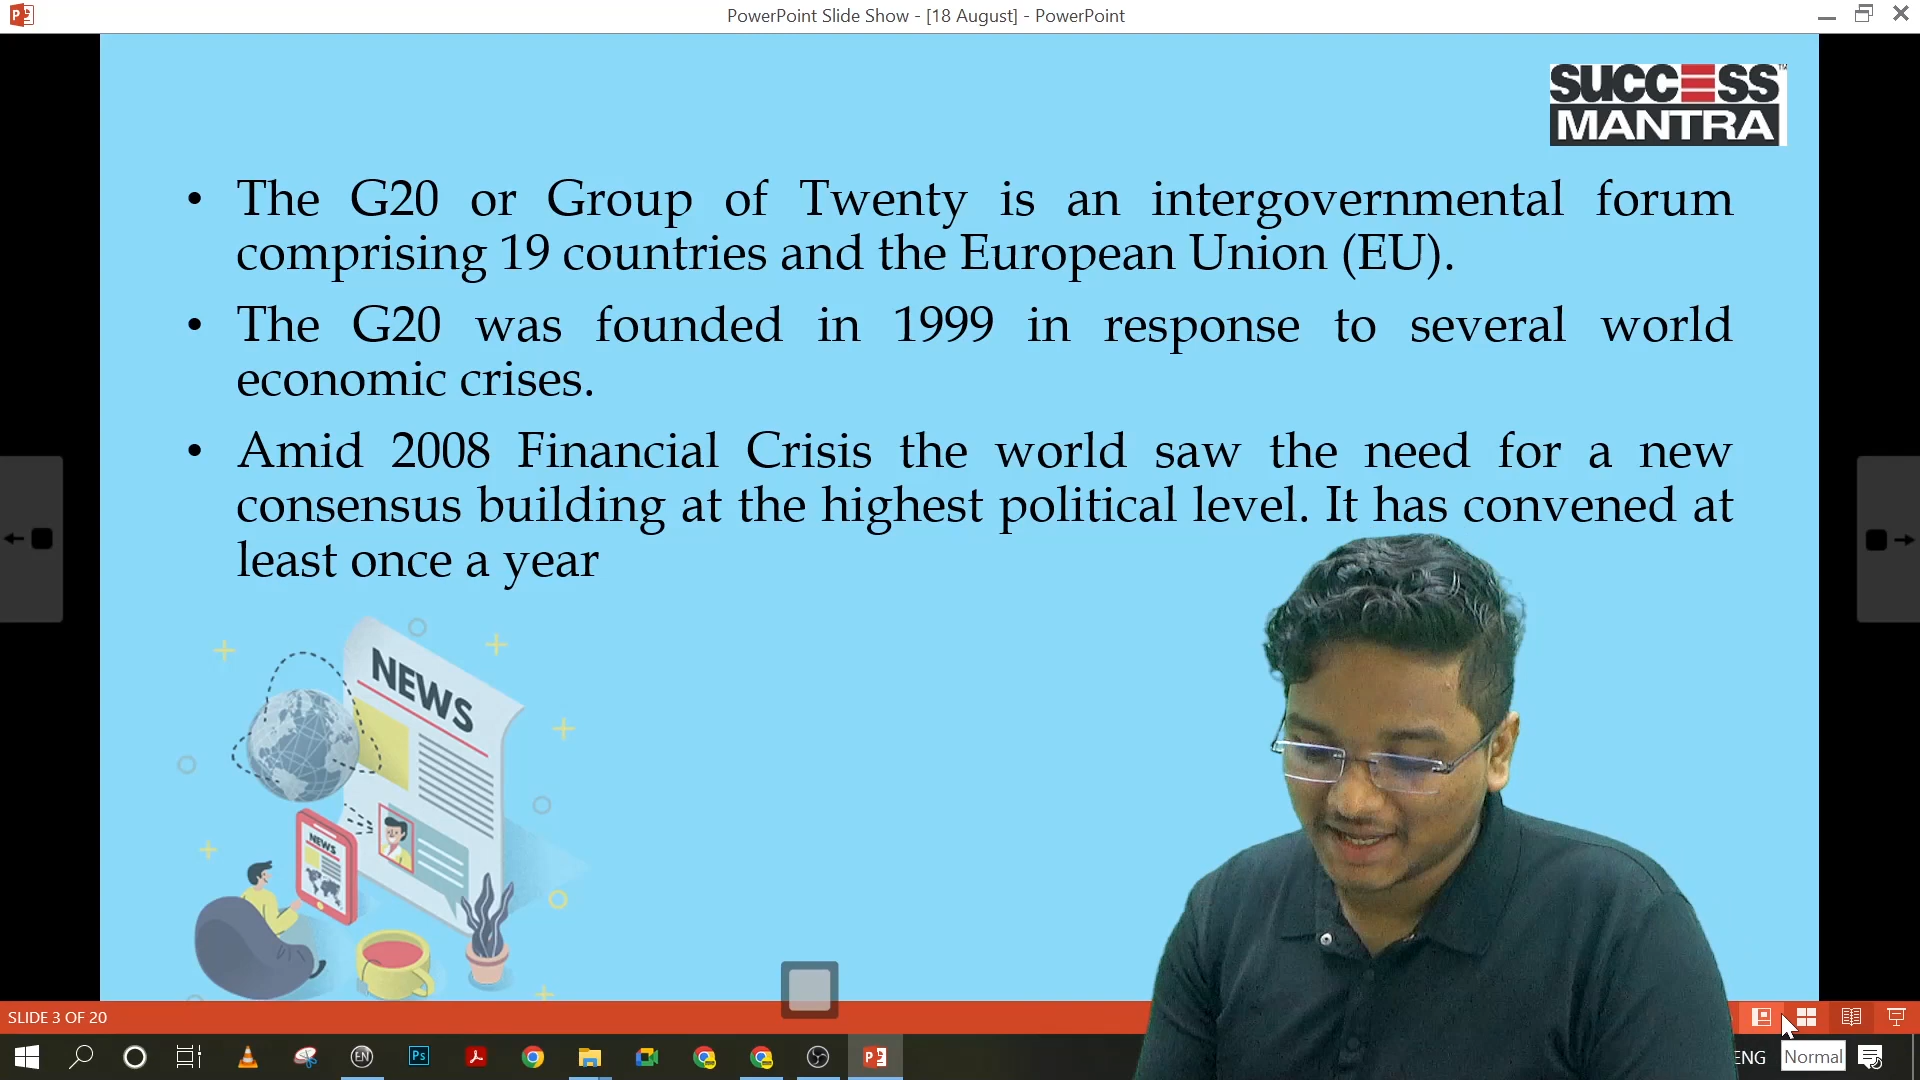 PowerPoint Slide Show - [18 August] - PowerPoint
SUCCESS™
MANTRA
• The G20 or Group of Twenty is an intergovernmental forum
comprising 19 countries and the European Union (EU).
• The G20 was founded in 1999 in response to several world
economic crises.
• Amid 2008 Financial Crisis the world saw the need for a new
consensus building at the highest political level. It has convened at
least once a year
NEWS
NEWS
SLIDE 3 OF 20
EN
Ps
ENG
Normal